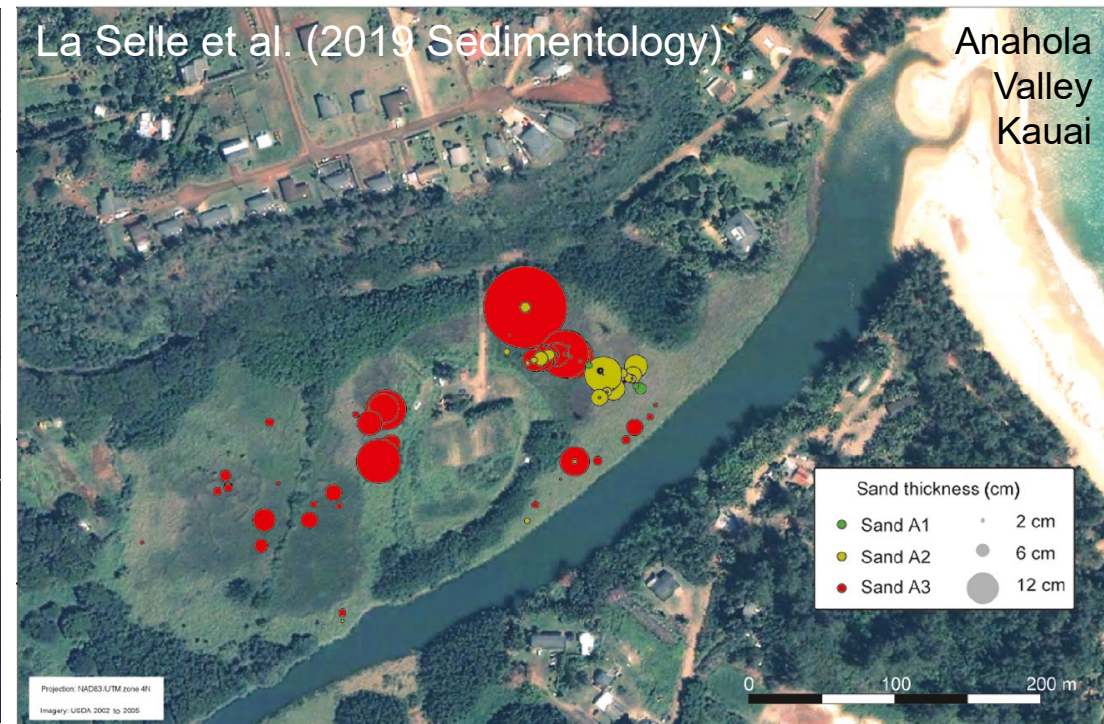 La Selle et al. (2019 Sedimentology)
Anahola
Valley
Kauai
Sand thickness (cm)
Sand A1
2 cm
Sand A2
6 cm
Sand A3
12 cm
Projection: NAD83/UTM zone 4N
Imagery: USDA 2002 to 2005
0 100 200 m